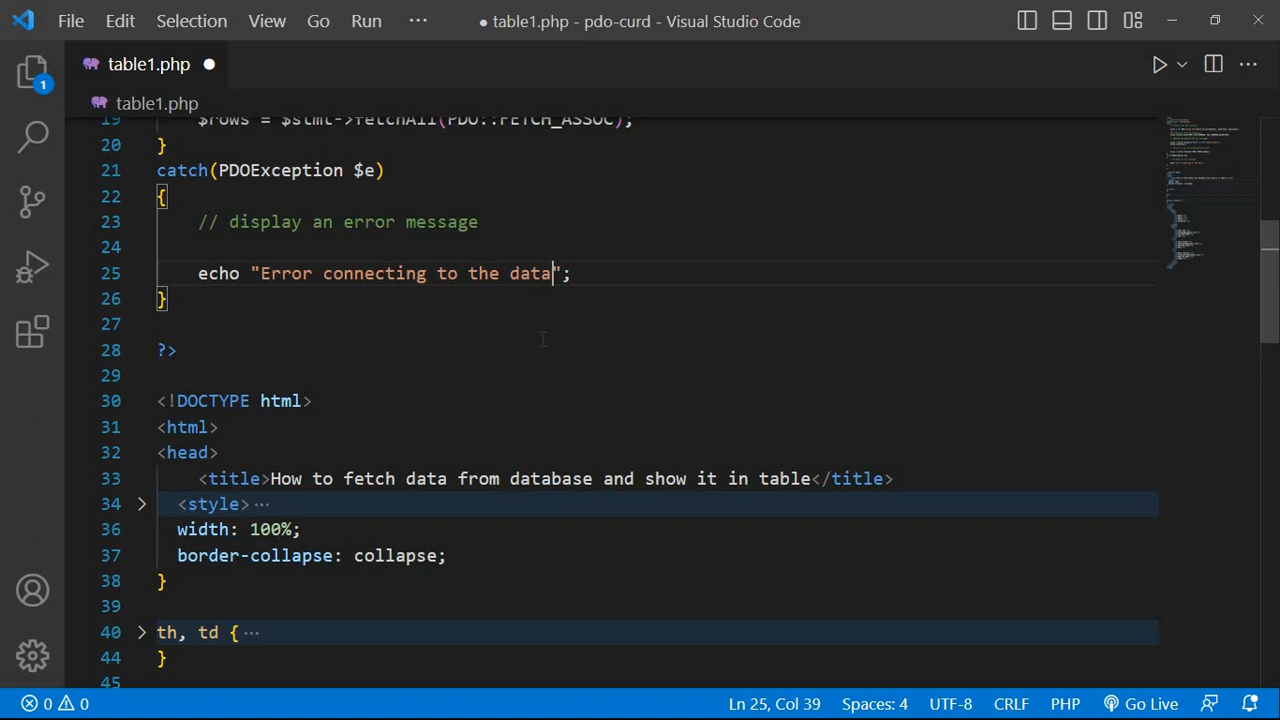 File Edit Selection View Go Run ··· ● table1.php - pdo-curd - Visual Studio Code
table1.php ●
1
table1.php
19 $rows = $stmt->fetchAll(PDO::FETCH_ASSOC);
20 }
21 catch(PDOException $e)
22 {
23 // display an error message
24
25 echo "Error connecting to the data";
26 }
27
28 ?>
29
30 <!DOCTYPE html>
31 <html>
32 <head>
33 <title>How to fetch data from database and show it in table</title>
34 <style>···
36 width: 100%;
37 border-collapse: collapse;
38 }
39
40 th, td {···
44 }
45
0 0 Ln 25, Col 39 Spaces: 4 UTF-8 CRLF PHP Go Live